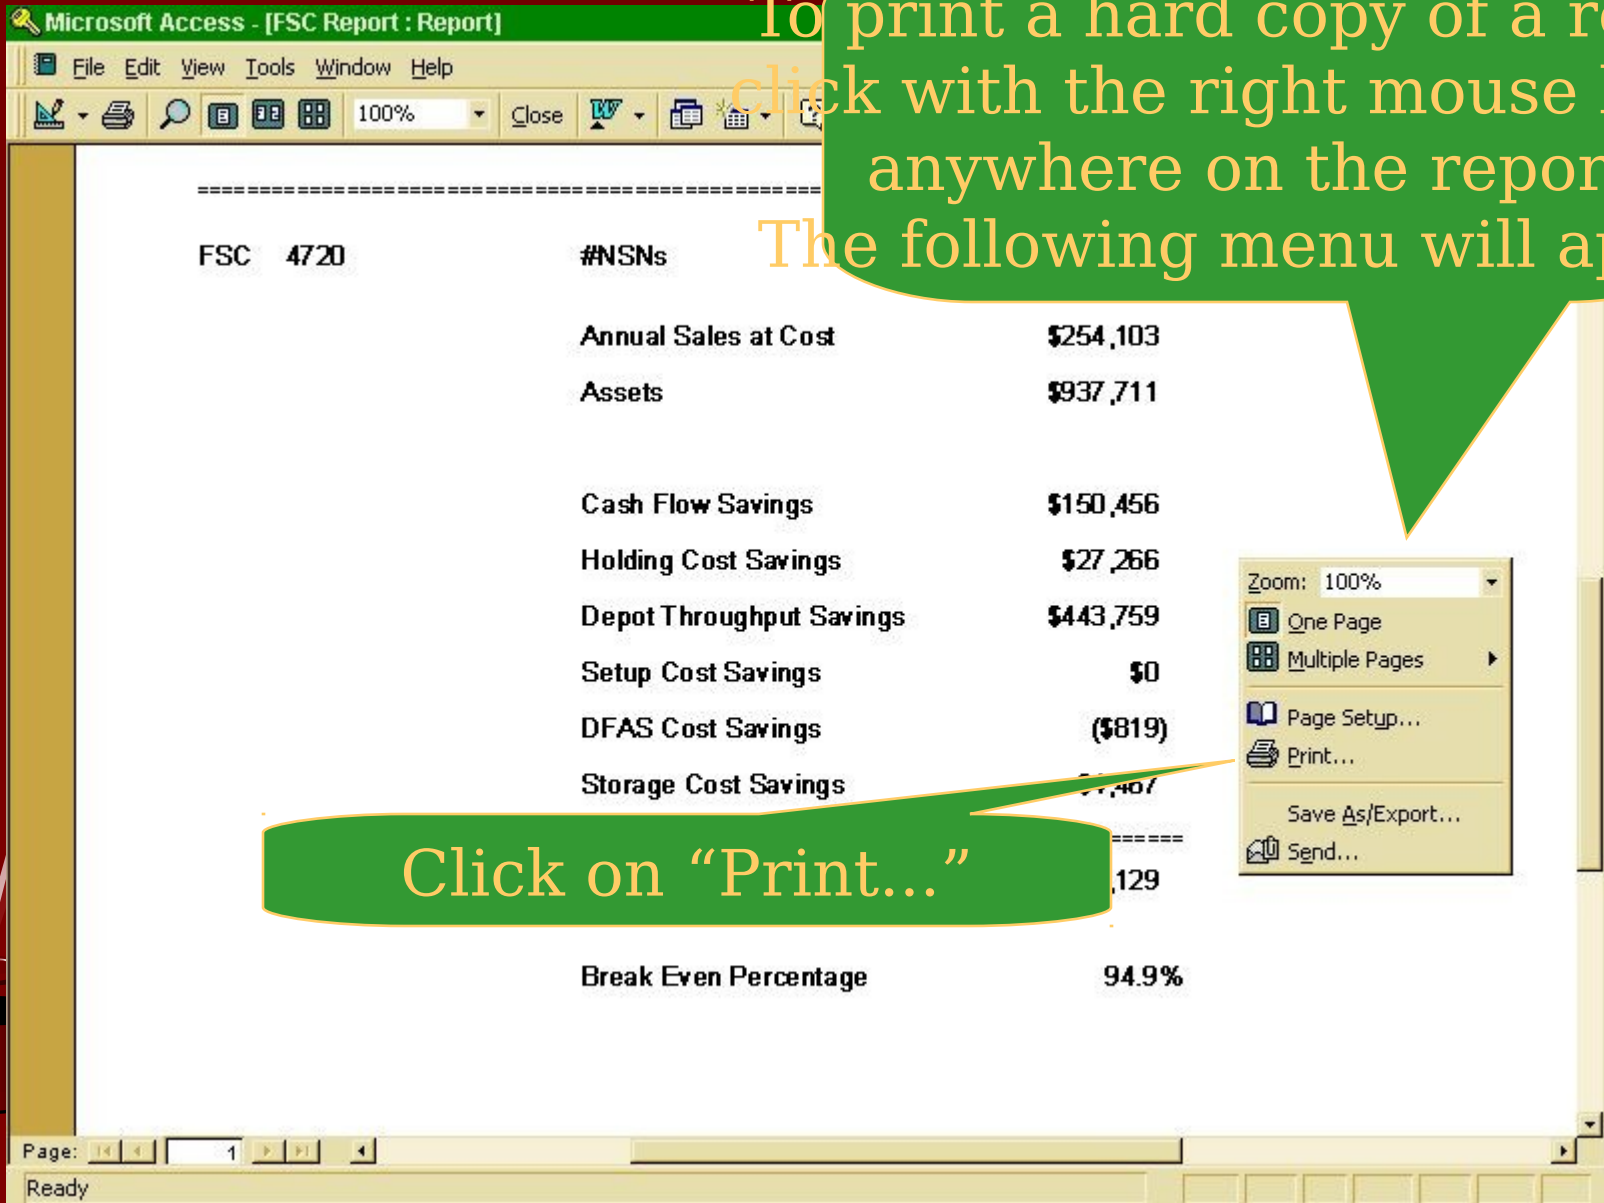 Microsoft Access - [FSC Report : Report]
File Edit View Tools Window Help
100% Close
To print a hard copy of a
click with the right mouse
anywhere on the
The following menu will
==================================================
FSC 4720 #NSNs
Annual Sales at Cost $254,103
Assets $937,711
Cash Flow Savings $150,456
Holding Cost Savings $27,266
Depot Throughput Savings $443,759
Setup Cost Savings $0
DFAS Cost Savings ($819)
Storage Cost Savings
======
,129
Break Even Percentage 94.9%
Zoom: 100%
One Page
Multiple Pages
Page Setup...
Print...
Save As/Export...
Send...
Click on “Print…”
Page: 1
Ready